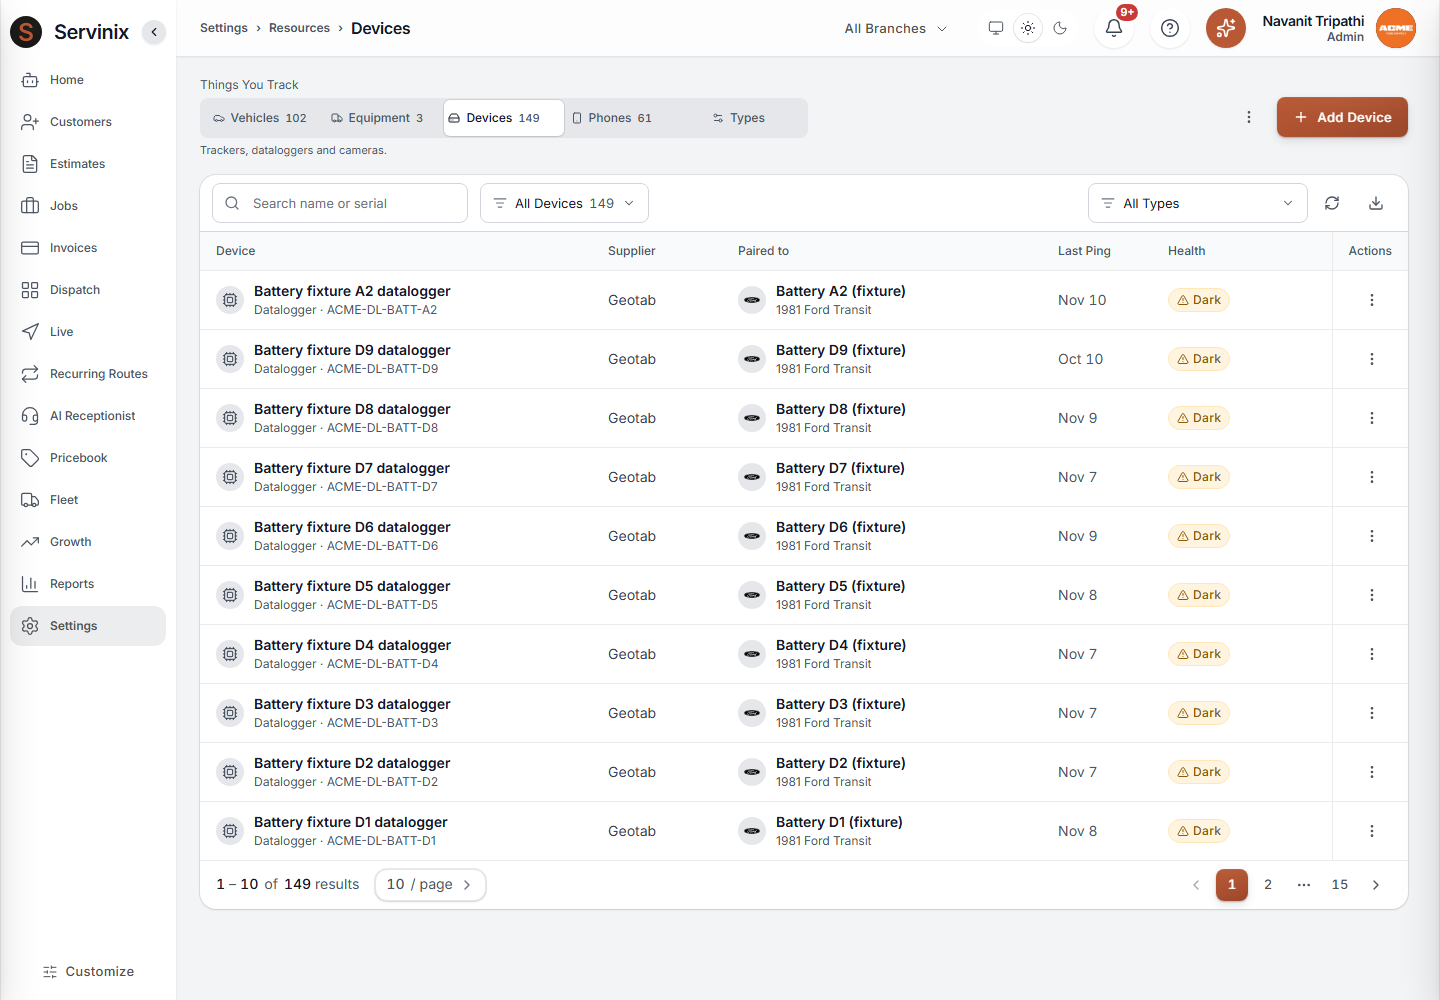 Servinix
Home
Customers
Estimates
Jobs
Invoices
Dispatch
Live
Recurring Routes
AI Receptionist
Pricebook
Fleet
Growth
Reports
Settings
Customize
Settings › Resources › Devices
All Branches
9+
Navanit Tripathi
Admin
ACME
Things You Track
Vehicles 102
Equipment 3
Devices 149
Phones 61
Types
Trackers, dataloggers and cameras.
+ Add Device
Search name or serial
All Devices 149
All Types
Device Supplier Paired to Last Ping Health Actions
Battery fixture A2 datalogger
Datalogger · ACME-DL-BATT-A2
Geotab
Battery A2 (fixture)
1981 Ford Transit
Nov 10
Dark
Battery fixture D9 datalogger
Datalogger · ACME-DL-BATT-D9
Geotab
Battery D9 (fixture)
1981 Ford Transit
Oct 10
Dark
Battery fixture D8 datalogger
Datalogger · ACME-DL-BATT-D8
Geotab
Battery D8 (fixture)
1981 Ford Transit
Nov 9
Dark
Battery fixture D7 datalogger
Datalogger · ACME-DL-BATT-D7
Geotab
Battery D7 (fixture)
1981 Ford Transit
Nov 7
Dark
Battery fixture D6 datalogger
Datalogger · ACME-DL-BATT-D6
Geotab
Battery D6 (fixture)
1981 Ford Transit
Nov 9
Dark
Battery fixture D5 datalogger
Datalogger · ACME-DL-BATT-D5
Geotab
Battery D5 (fixture)
1981 Ford Transit
Nov 8
Dark
Battery fixture D4 datalogger
Datalogger · ACME-DL-BATT-D4
Geotab
Battery D4 (fixture)
1981 Ford Transit
Nov 7
Dark
Battery fixture D3 datalogger
Datalogger · ACME-DL-BATT-D3
Geotab
Battery D3 (fixture)
1981 Ford Transit
Nov 7
Dark
Battery fixture D2 datalogger
Datalogger · ACME-DL-BATT-D2
Geotab
Battery D2 (fixture)
1981 Ford Transit
Nov 7
Dark
Battery fixture D1 datalogger
Datalogger · ACME-DL-BATT-D1
Geotab
Battery D1 (fixture)
1981 Ford Transit
Nov 8
Dark
1 – 10 of 149 results
10 / page
1 2 ··· 15